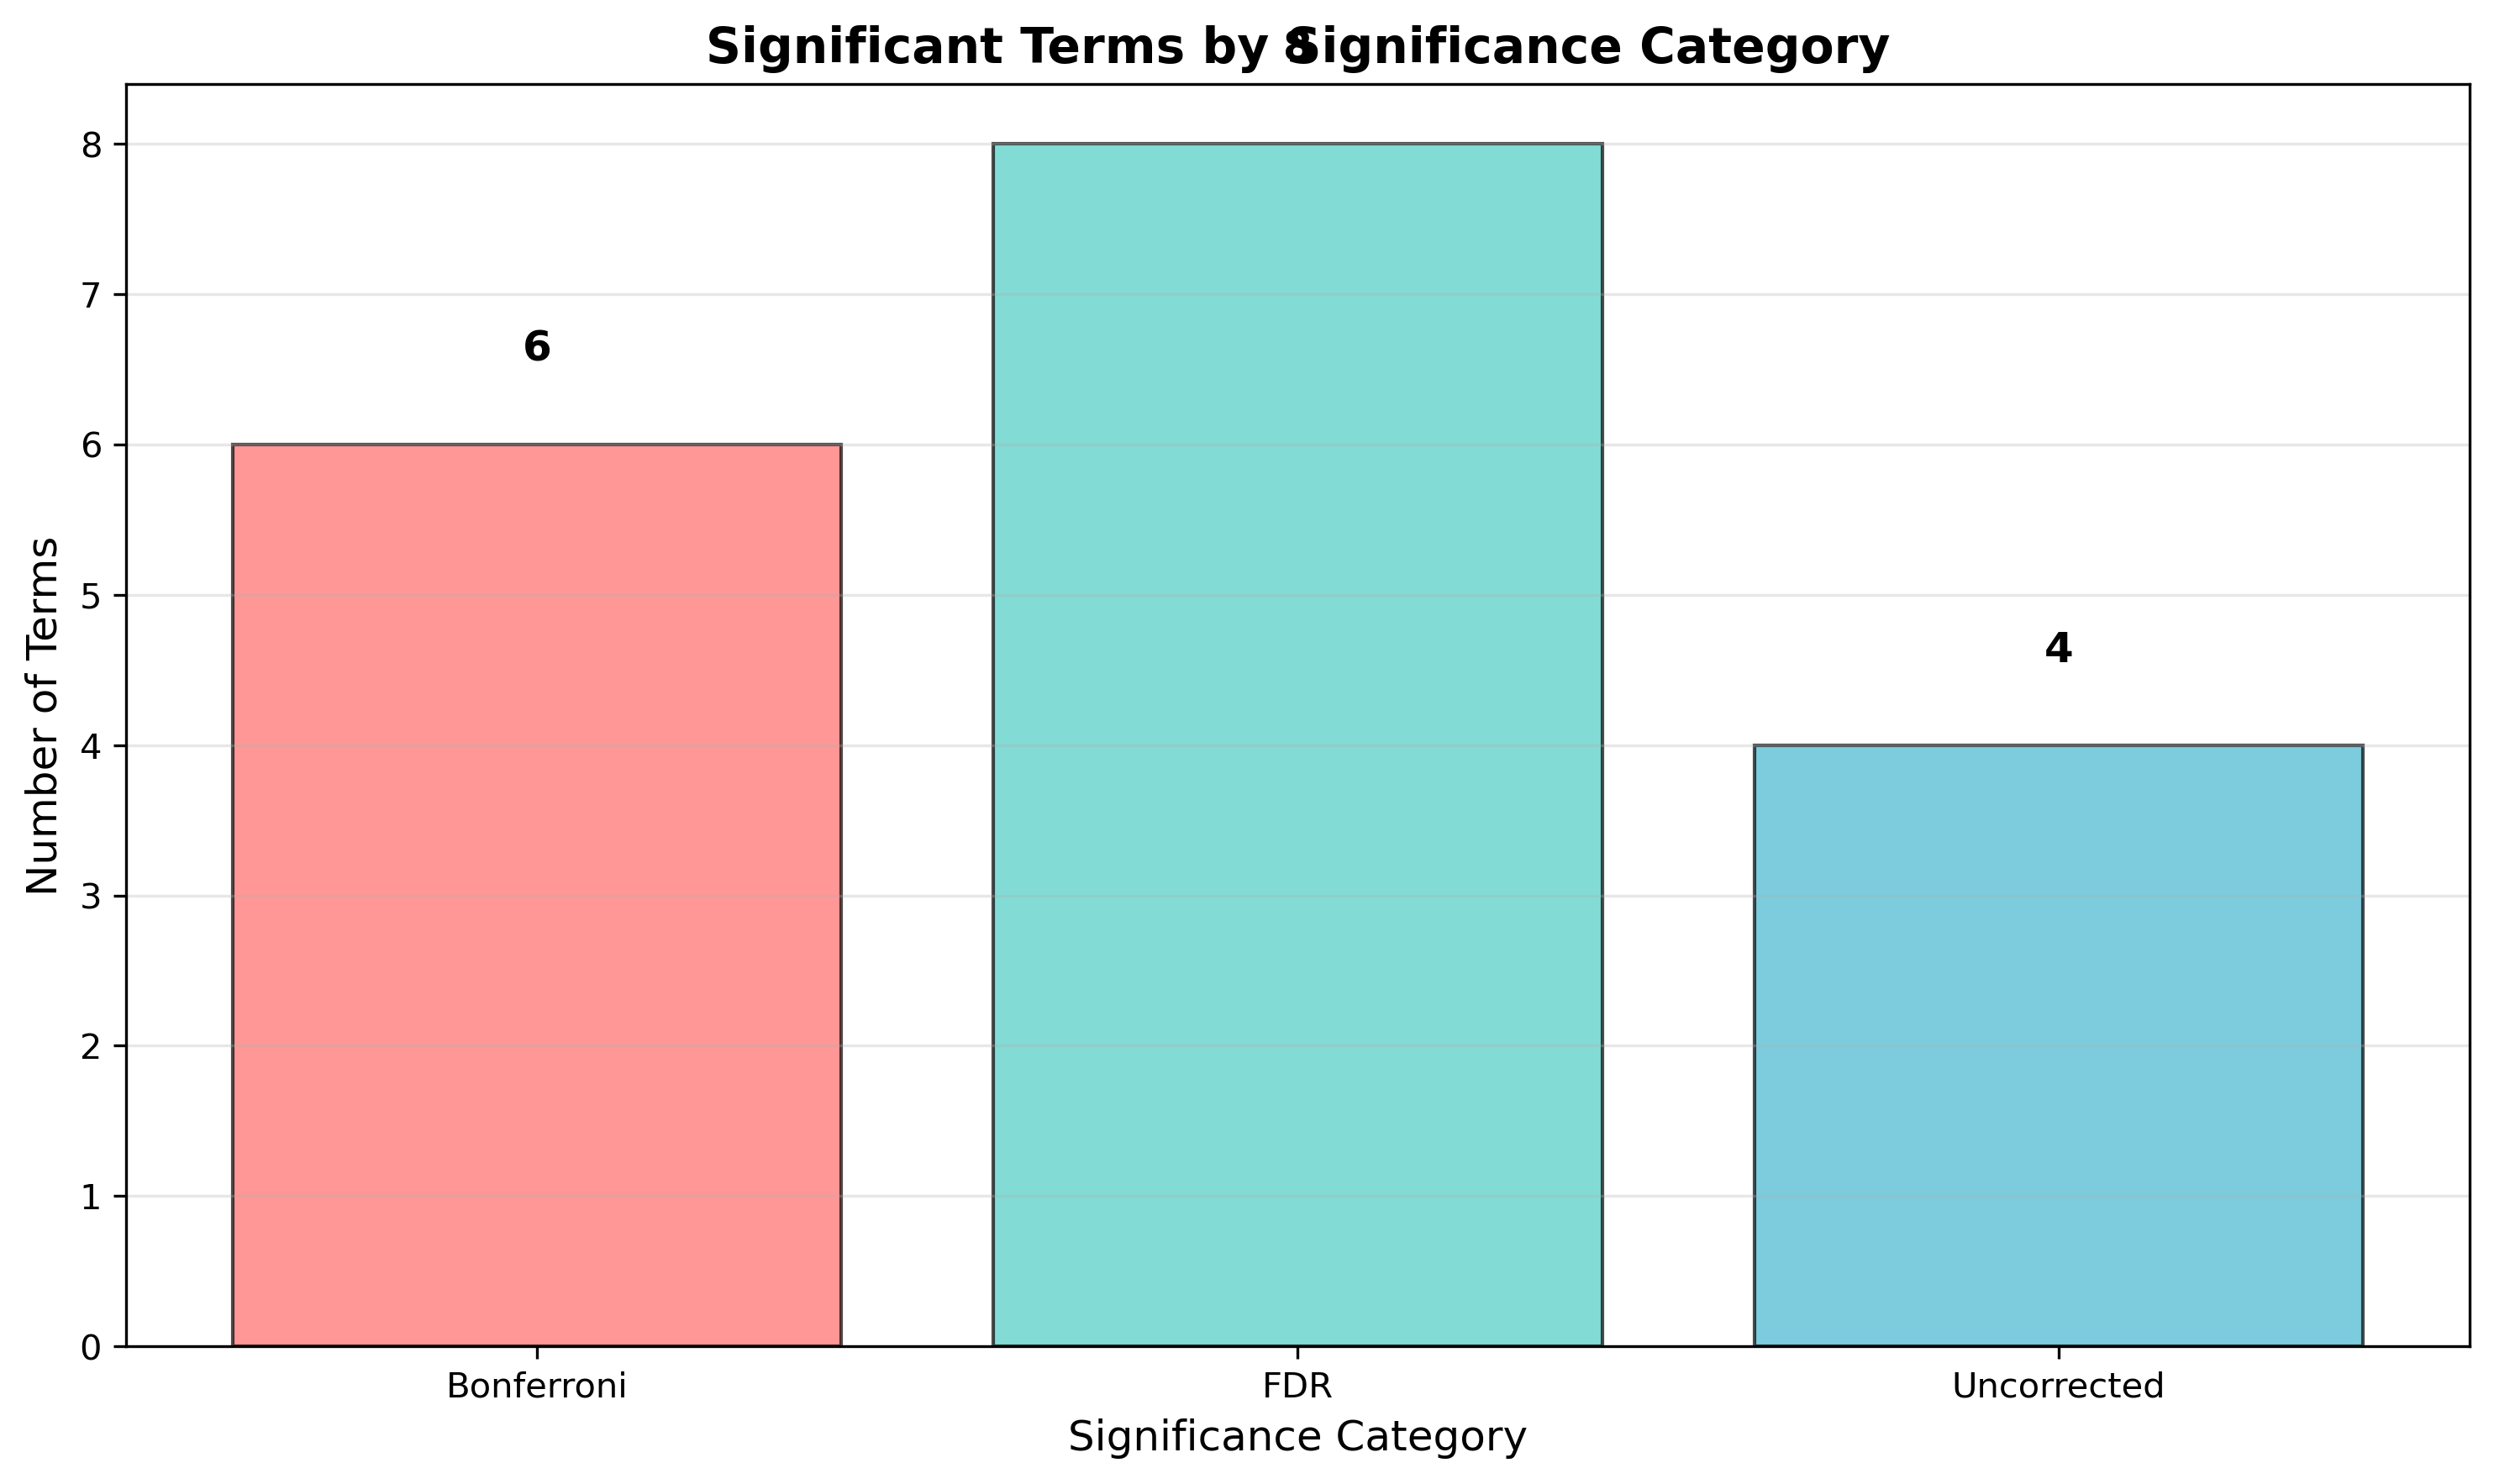 Significant Terms by Significance Category
8
8
7
6
5
4
3
2
1
0
6
4
Number of Terms
Bonferroni
FDR
Uncorrected
Significance Category